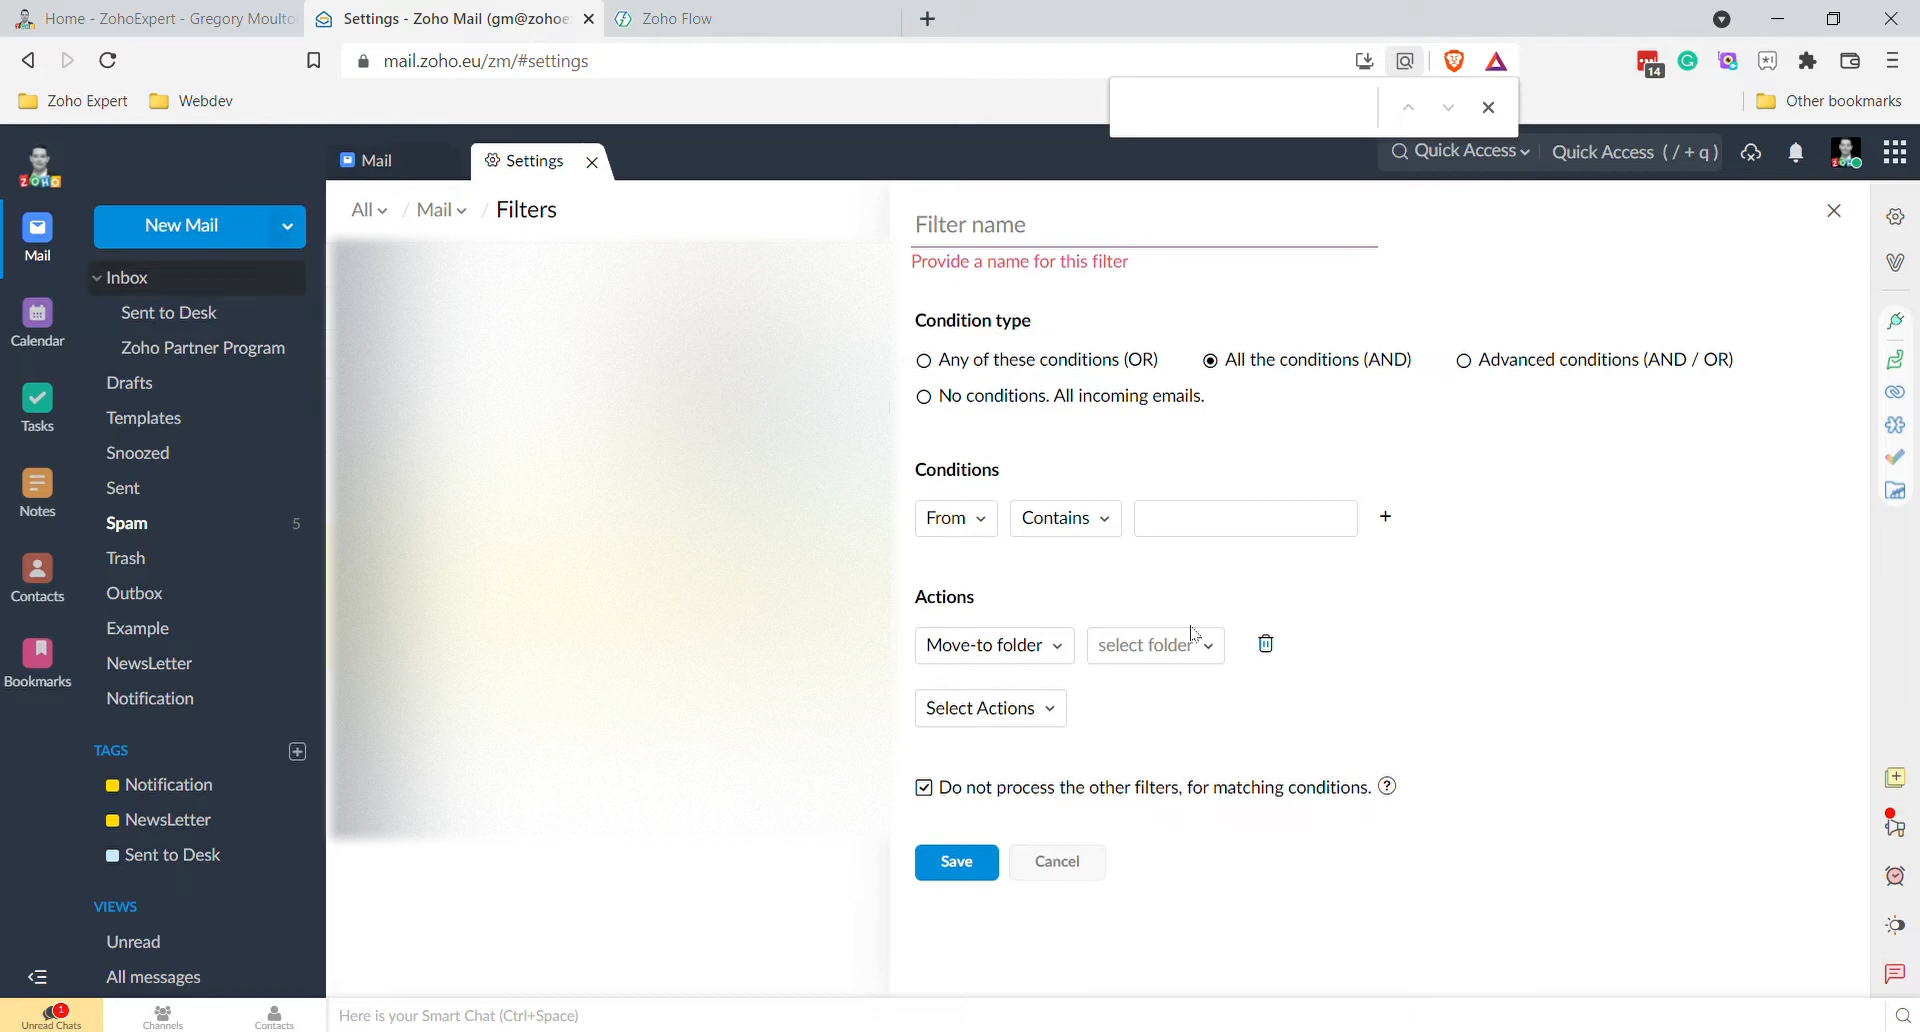 Home - ZohoExpert - Gregory Moulto
Settings - Zoho Mail (gm@zohoe
Zoho Flow
mail.zoho.eu/zm/#settings
14
Zoho Expert
Webdev
Other bookmarks
ZOHO
Mail
Settings
Quick Access
Quick Access ( / + q )
ZOHO
All / Mail / Filters
New Mail
Mail
Inbox
Sent to Desk
Calendar
Zoho Partner Program
Drafts
Templates
Tasks
Snoozed
Sent
Notes
Spam 5
Trash
Outbox
Contacts
Example
NewsLetter
Bookmarks
Notification
TAGS
Notification
NewsLetter
Sent to Desk
VIEWS
Unread
All messages
Filter name
Provide a name for this filter
Condition type
Any of these conditions (OR)
All the conditions (AND)
Advanced conditions (AND / OR)
No conditions. All incoming emails.
Conditions
From
Contains
+
Actions
Move-to folder
select folder
Select Actions
Do not process the other filters, for matching conditions. ?
Save
Cancel
1
Unread Chats
Channels
Contacts
Here is your Smart Chat (Ctrl+Space)